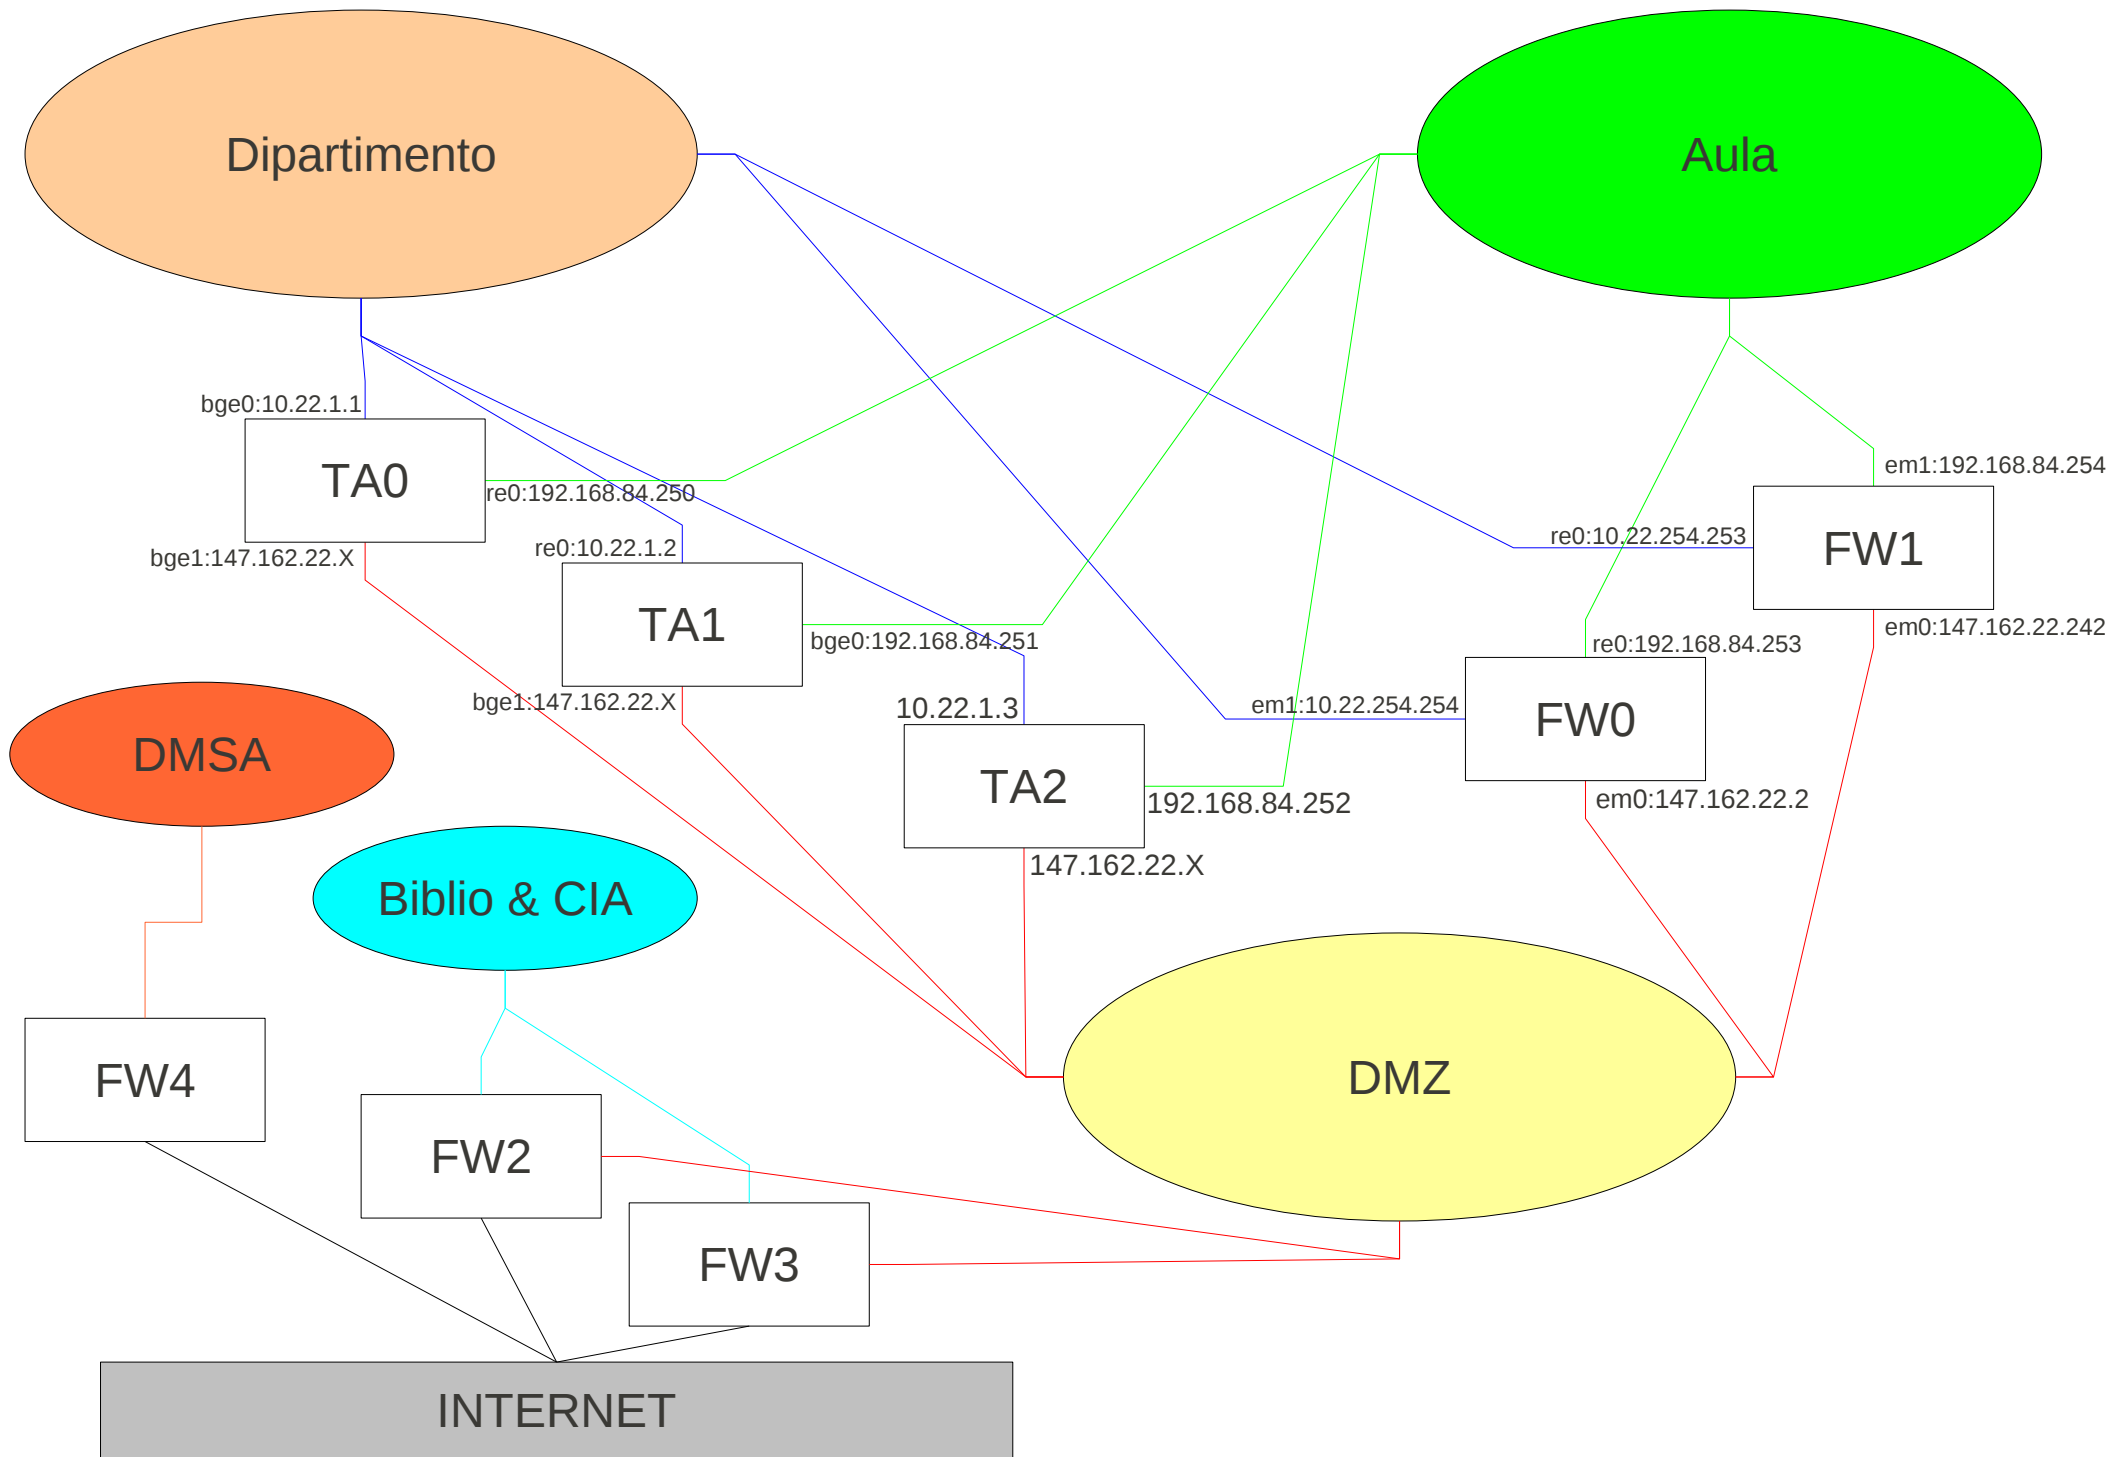 Dipartimento
Aula
bge0:10.22.1.1
TA0
re0:192.168.84.250
bge1:147.162.22.X
em1:192.168.84.254
re0:10.22.254.253
FW1
em0:147.162.22.242
re0:10.22.1.2
TA1
bge0:192.168.84.251
bge1:147.162.22.X
re0:192.168.84.253
em1:10.22.254.254
FW0
em0:147.162.22.2
10.22.1.3
TA2
192.168.84.252
147.162.22.X
DMSA
Biblio & CIA
DMZ
FW4
FW2
FW3
INTERNET